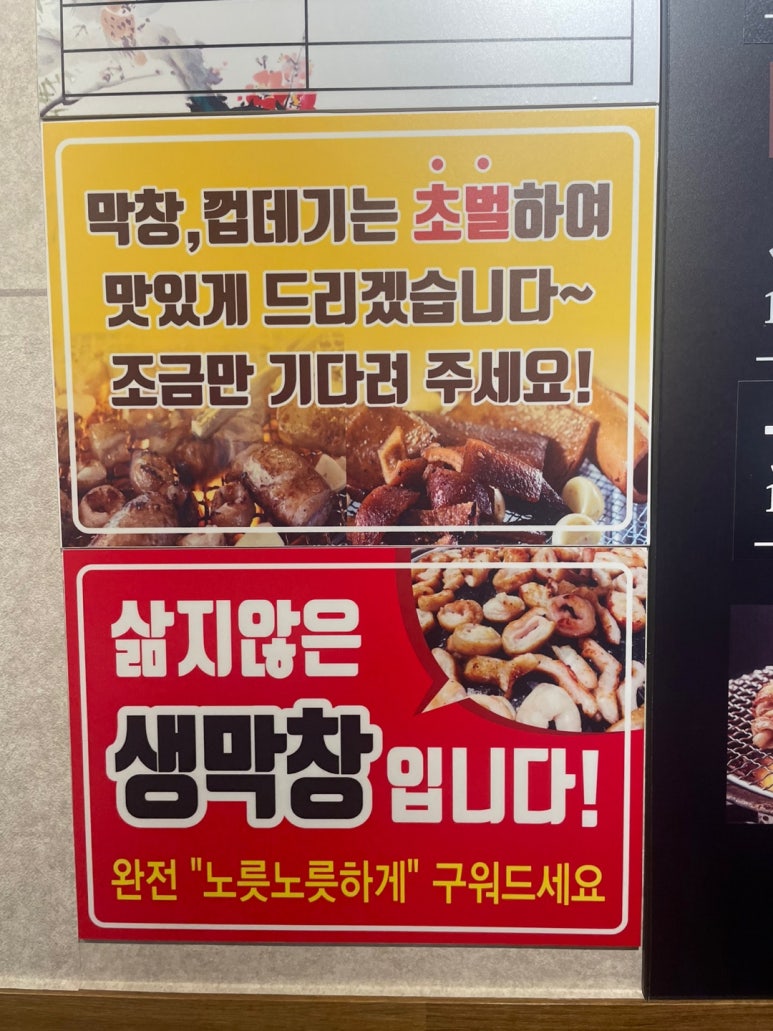 막창,껍데기는 초벌하여
맛있게 드리겠습니다~
조금만 기다려 주세요!
삶지않은
생막창입니다!
완전 "노릇노릇하게" 구워드세요